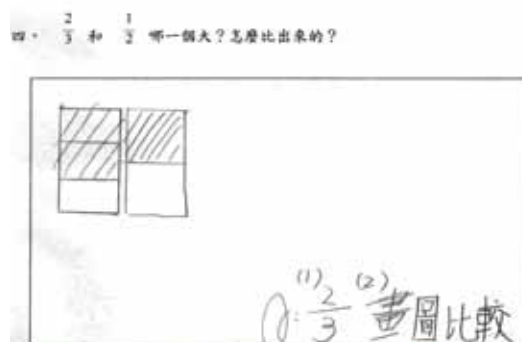 四、 2/3 和 1/2 哪一個大？怎麼比出來的？
A: (1) 2/3 (2) 畫圖比較